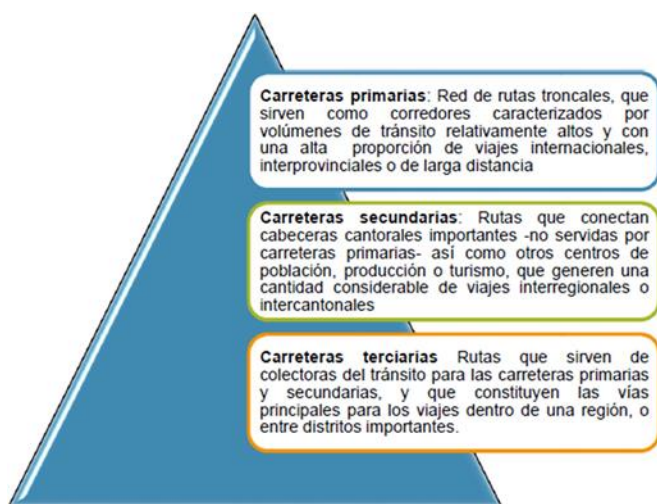 Carreteras primarias: Red de rutas troncales, que
sirven como corredores caracterizados por
volúmenes de tránsito relativamente altos y con
una alta proporción de viajes internacionales,
interprovinciales o de larga distancia
Carreteras secundarias: Rutas que conectan
cabeceras cantorales importantes -no servidas por
carreteras primarias- así como otros centros de
población, producción o turismo, que generen una
cantidad considerable de viajes interregionales o
intercantonales
Carreteras terciarias Rutas que sirven de
colectoras del tránsito para las carreteras primarias
y secundarias, y que constituyen las vías
principales para los viajes dentro de una región, o
entre distritos importantes.